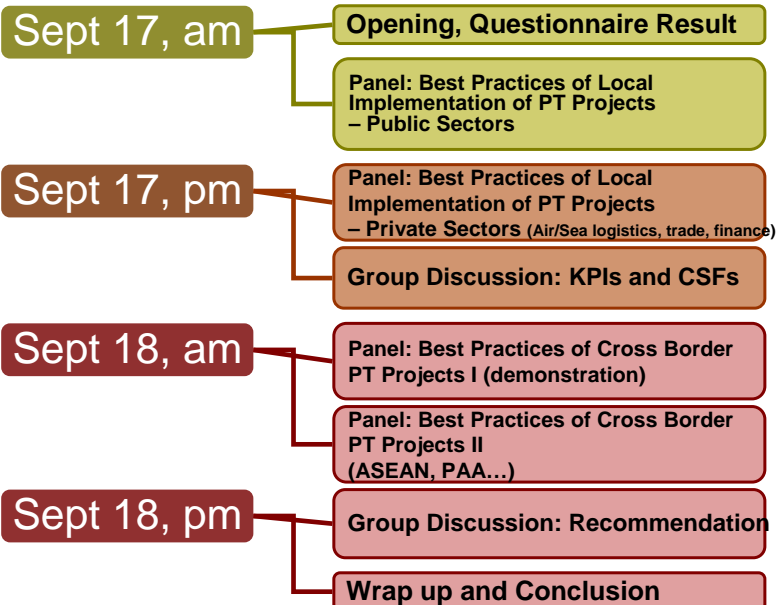 Sept 17, am
Opening, Questionnaire Result
Panel: Best Practices of Local
Implementation of PT Projects
– Public Sectors
Sept 17, pm
Panel: Best Practices of Local
Implementation of PT Projects
– Private Sectors (Air/Sea logistics, trade, finance)
Group Discussion: KPIs and CSFs
Sept 18, am
Panel: Best Practices of Cross Border
PT Projects I (demonstration)
Panel: Best Practices of Cross Border
PT Projects II
(ASEAN, PAA…)
Sept 18, pm
Group Discussion: Recommendation
Wrap up and Conclusion